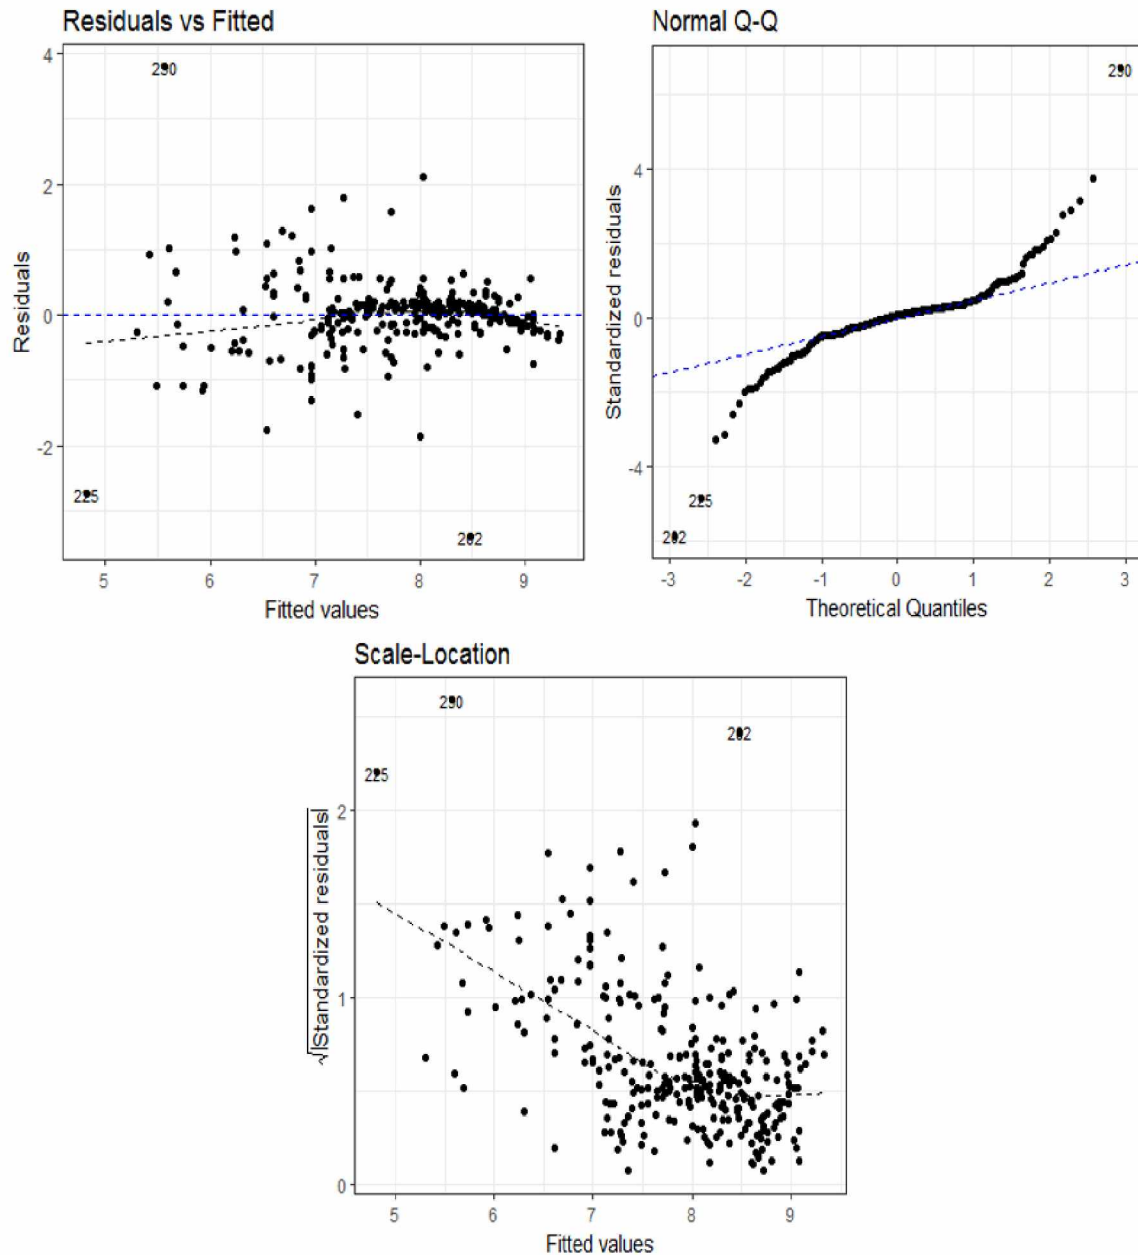 Residuals vs Fitted
4
2
0
-2
Residuals
290
225
202
5 6 7 8 9
Fitted values
Normal Q-Q
4
0
-4
Standardized residuals
290
225
202
-3 -2 -1 0 1 2 3
Theoretical Quantiles
Scale-Location
2
1
0
√|Standardized residuals|
290
202
225
5 6 7 8 9
Fitted values